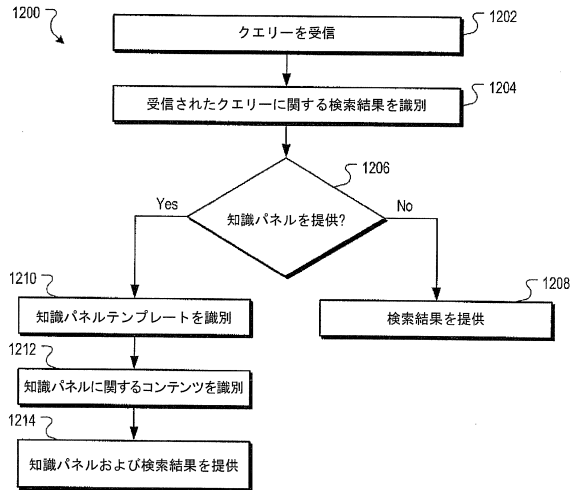 1200
クエリーを受信
1202
受信されたクエリーに関する検索結果を識別
1204
知識パネルを提供?
1206
Yes
No
1210
知識パネルテンプレートを識別
1208
検索結果を提供
1212
知識パネルに関するコンテンツを識別
1214
知識パネルおよび検索結果を提供